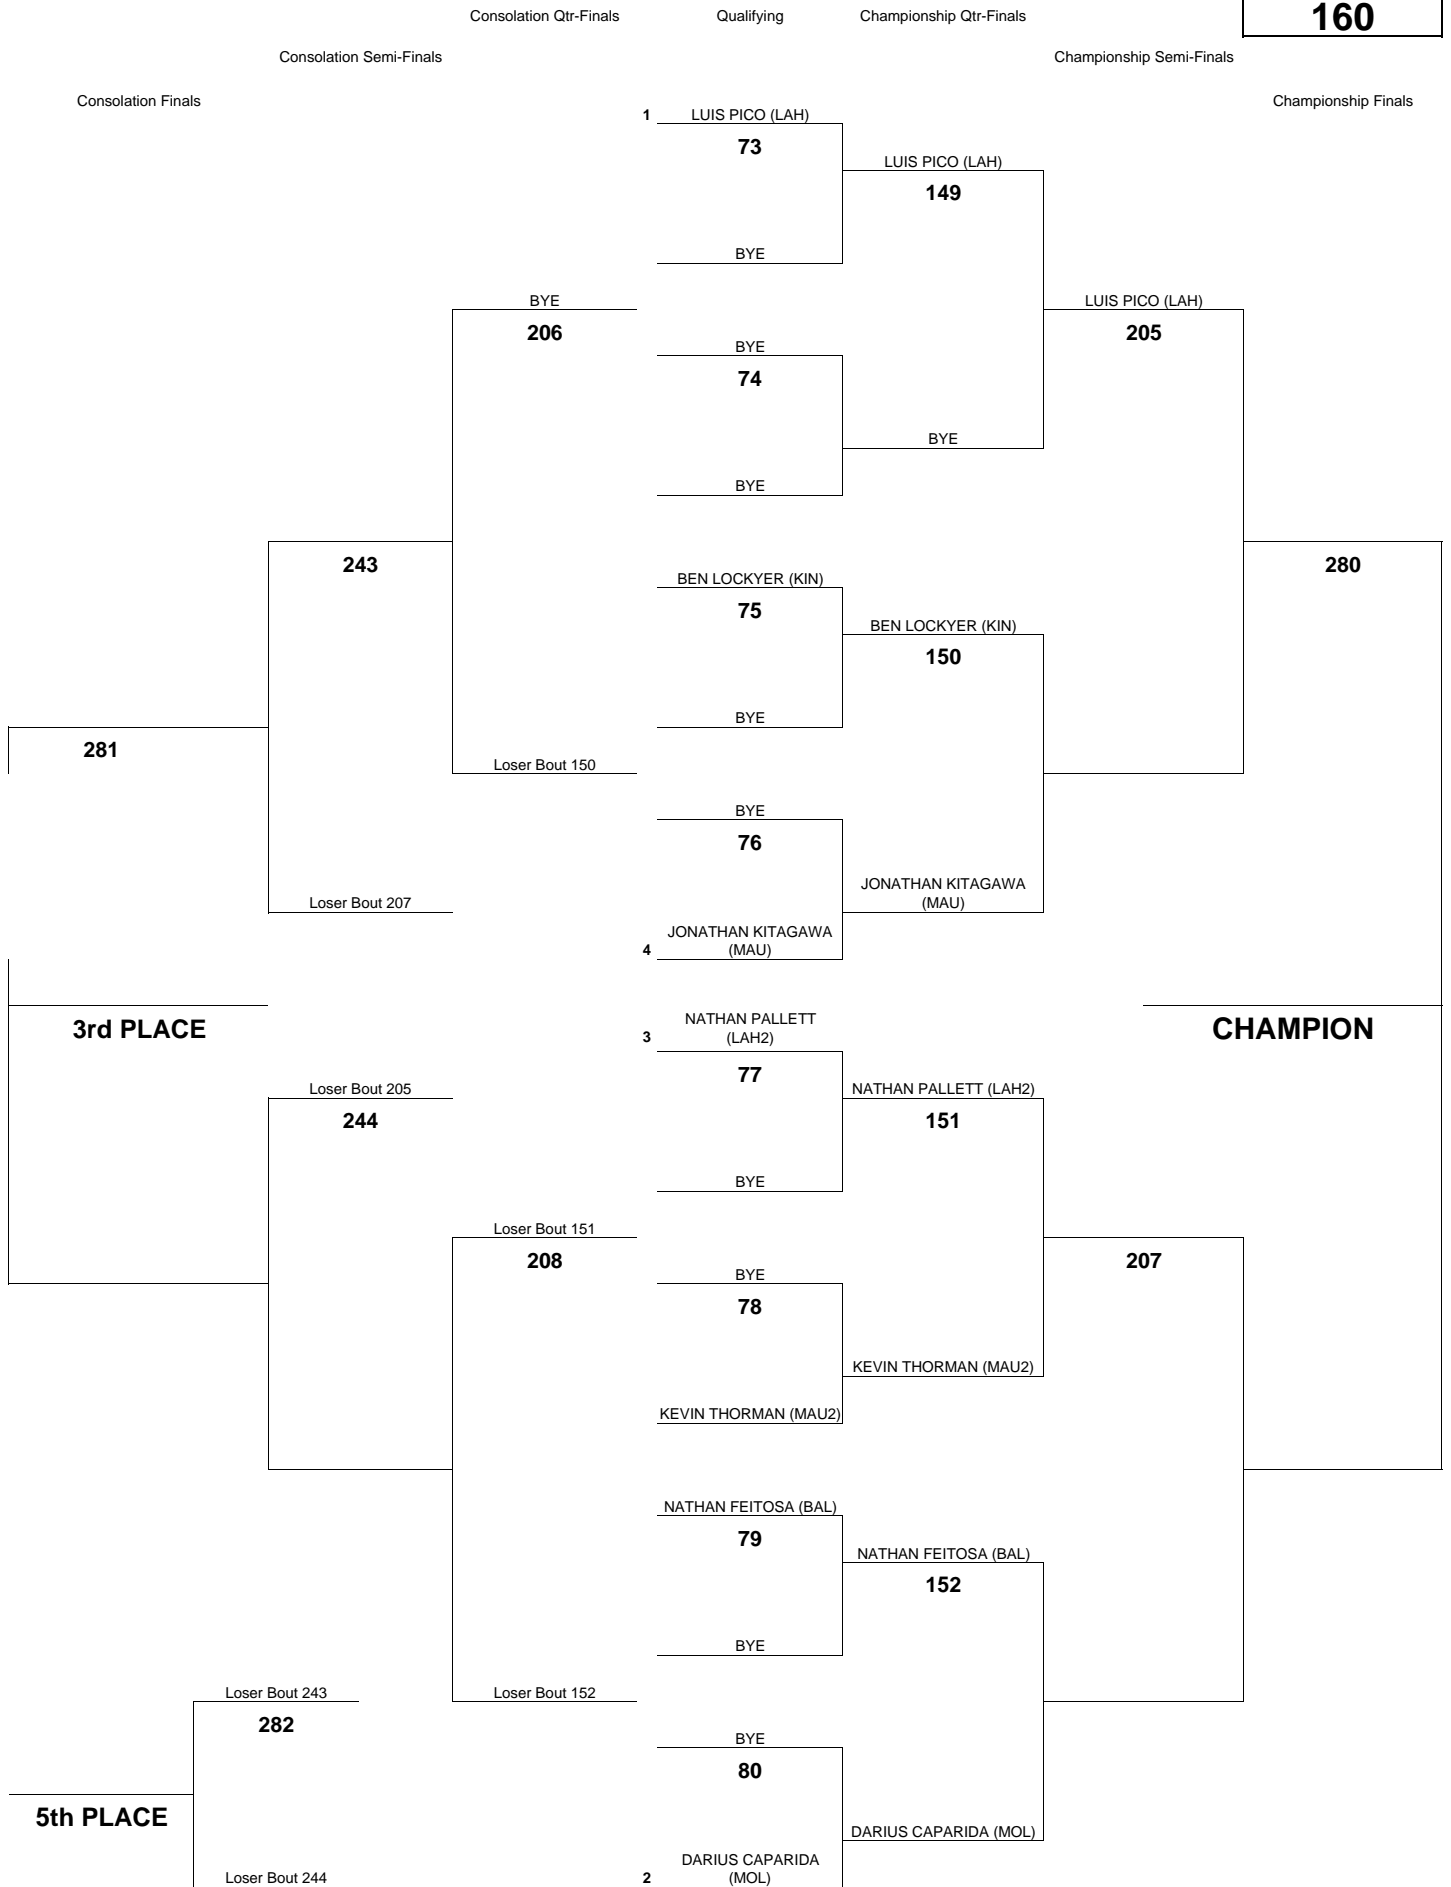 Consolation Qtr-Finals
Qualifying
Championship Qtr-Finals
160
Consolation Semi-Finals
Championship Semi-Finals
Consolation Finals
Championship Finals
1
LUIS PICO (LAH)
73
LUIS PICO (LAH)
149
BYE
BYE
206
LUIS PICO (LAH)
205
BYE
74
BYE
BYE
243
280
BEN LOCKYER (KIN)
75
BEN LOCKYER (KIN)
150
BYE
281
Loser Bout 150
BYE
76
JONATHAN KITAGAWA
(MAU)
Loser Bout 207
JONATHAN KITAGAWA
4
(MAU)
3rd PLACE
CHAMPION
NATHAN PALLETT
3
(LAH2)
77
Loser Bout 205
244
NATHAN PALLETT (LAH2)
151
BYE
Loser Bout 151
208
207
BYE
78
KEVIN THORMAN (MAU2)
KEVIN THORMAN (MAU2)
NATHAN FEITOSA (BAL)
79
NATHAN FEITOSA (BAL)
152
BYE
Loser Bout 243
282
Loser Bout 152
BYE
80
5th PLACE
DARIUS CAPARIDA (MOL)
DARIUS CAPARIDA
Loser Bout 244
2
(MOL)